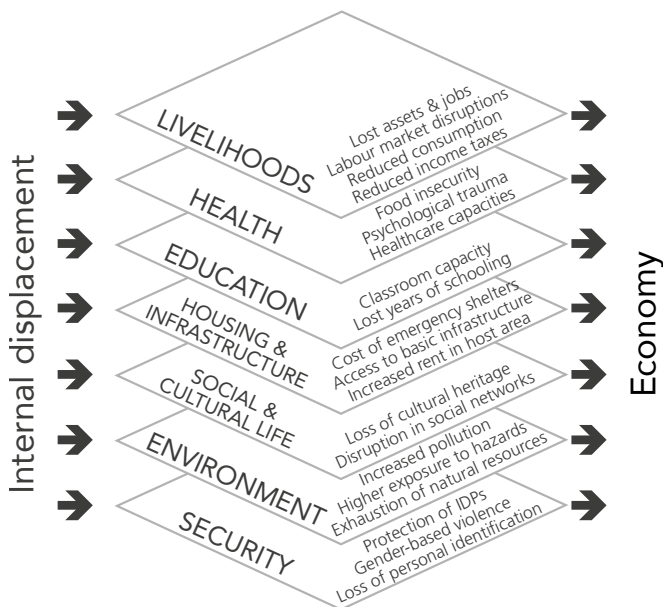 Internal displacement
LIVELIHOODS
Lost assets & jobs
Labour market disruptions
Reduced consumption
Reduced income taxes
HEALTH
Food insecurity
Psychological trauma
Healthcare capacities
EDUCATION
Classroom capacity
Lost years of schooling
HOUSING &
INFRASTRUCTURE
Cost of emergency shelters
Access to basic infrastructure
Increased rent in host area
SOCIAL &
CULTURAL LIFE
Loss of cultural heritage
Disruption in social networks
ENVIRONMENT
Increased pollution
Higher exposure to hazards
Exhaustion of natural resources
SECURITY
Protection of IDPs
Gender-based violence
Loss of personal identification
Economy